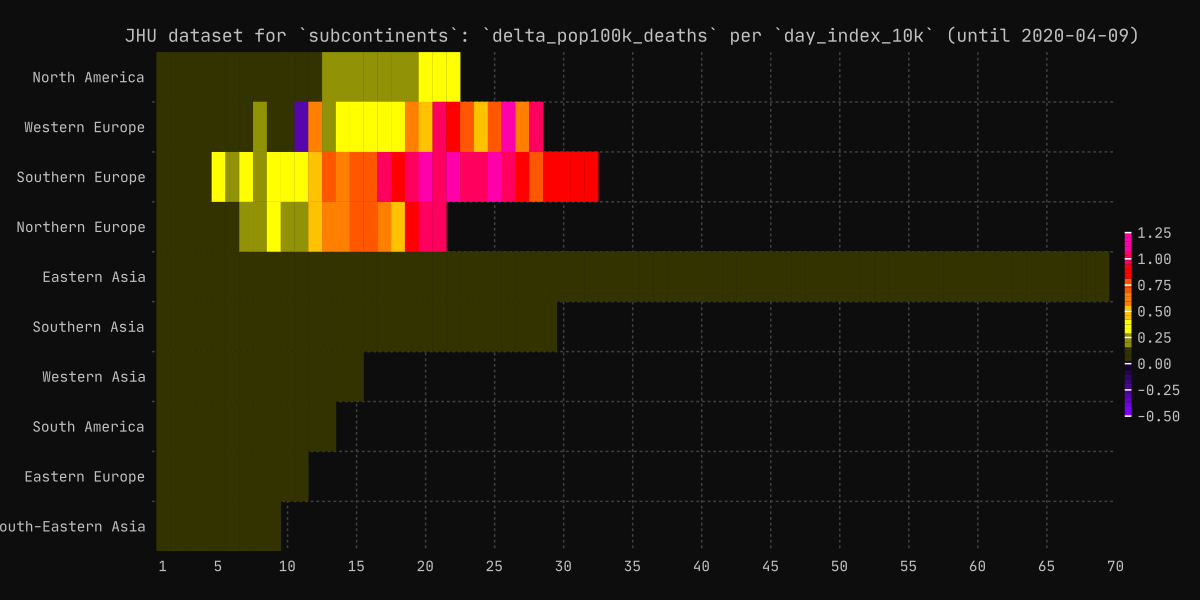 JHU dataset for `subcontinents`: `delta_pop100k_deaths` per `day_index_10k` (until 2020-04-09)
North America
Western Europe
Southern Europe
Northern Europe
Eastern Asia
Southern Asia
Western Asia
South America
Eastern Europe
outh-Eastern Asia
1 5 10 15 20 25 30 35 40 45 50 55 60 65 70
1.25
1.00
0.75
0.50
0.25
0.00
-0.25
-0.50